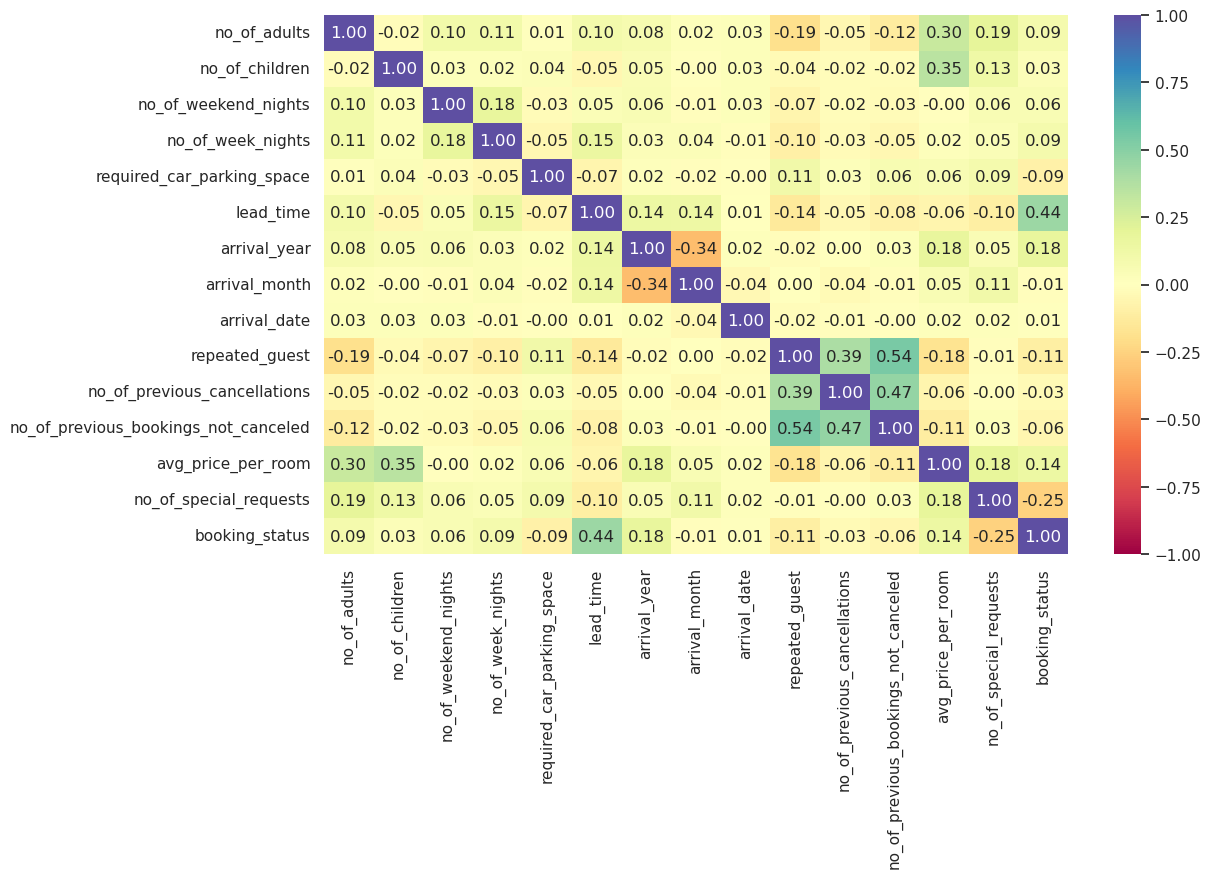 no_of_adults 1.00 -0.02 0.10 0.11 0.01 0.10 0.08 0.02 0.03 -0.19 -0.05 -0.12 0.30 0.19 0.09
no_of_children -0.02 1.00 0.03 0.02 0.04 -0.05 0.05 -0.00 0.03 -0.04 -0.02 -0.02 0.35 0.13 0.03
no_of_weekend_nights 0.10 0.03 1.00 0.18 -0.03 0.05 0.06 -0.01 0.03 -0.07 -0.02 -0.03 -0.00 0.06 0.06
no_of_week_nights 0.11 0.02 0.18 1.00 -0.05 0.15 0.03 0.04 -0.01 -0.10 -0.03 -0.05 0.02 0.05 0.09
required_car_parking_space 0.01 0.04 -0.03 -0.05 1.00 -0.07 0.02 -0.02 -0.00 0.11 0.03 0.06 0.06 0.09 -0.09
lead_time 0.10 -0.05 0.05 0.15 -0.07 1.00 0.14 0.14 0.01 -0.14 -0.05 -0.08 -0.06 -0.10 0.44
arrival_year 0.08 0.05 0.06 0.03 0.02 0.14 1.00 -0.34 0.02 -0.02 0.00 0.03 0.18 0.05 0.18
arrival_month 0.02 -0.00 -0.01 0.04 -0.02 0.14 -0.34 1.00 -0.04 0.00 -0.04 -0.01 0.05 0.11 -0.01
arrival_date 0.03 0.03 0.03 -0.01 -0.00 0.01 0.02 -0.04 1.00 -0.02 -0.01 -0.00 0.02 0.02 0.01
repeated_guest -0.19 -0.04 -0.07 -0.10 0.11 -0.14 -0.02 0.00 -0.02 1.00 0.39 0.54 -0.18 -0.01 -0.11
no_of_previous_cancellations -0.05 -0.02 -0.02 -0.03 0.03 -0.05 0.00 -0.04 -0.01 0.39 1.00 0.47 -0.06 -0.00 -0.03
no_of_previous_bookings_not_canceled -0.12 -0.02 -0.03 -0.05 0.06 -0.08 0.03 -0.01 -0.00 0.54 0.47 1.00 -0.11 0.03 -0.06
avg_price_per_room 0.30 0.35 -0.00 0.02 0.06 -0.06 0.18 0.05 0.02 -0.18 -0.06 -0.11 1.00 0.18 0.14
no_of_special_requests 0.19 0.13 0.06 0.05 0.09 -0.10 0.05 0.11 0.02 -0.01 -0.00 0.03 0.18 1.00 -0.25
booking_status 0.09 0.03 0.06 0.09 -0.09 0.44 0.18 -0.01 0.01 -0.11 -0.03 -0.06 0.14 -0.25 1.00
no_of_adults
no_of_children
no_of_weekend_nights
no_of_week_nights
required_car_parking_space
lead_time
arrival_year
arrival_month
arrival_date
repeated_guest
no_of_previous_cancellations
no_of_previous_bookings_not_canceled
avg_price_per_room
no_of_special_requests
booking_status
1.00
0.75
0.50
0.25
0.00
−0.25
−0.50
−0.75
−1.00